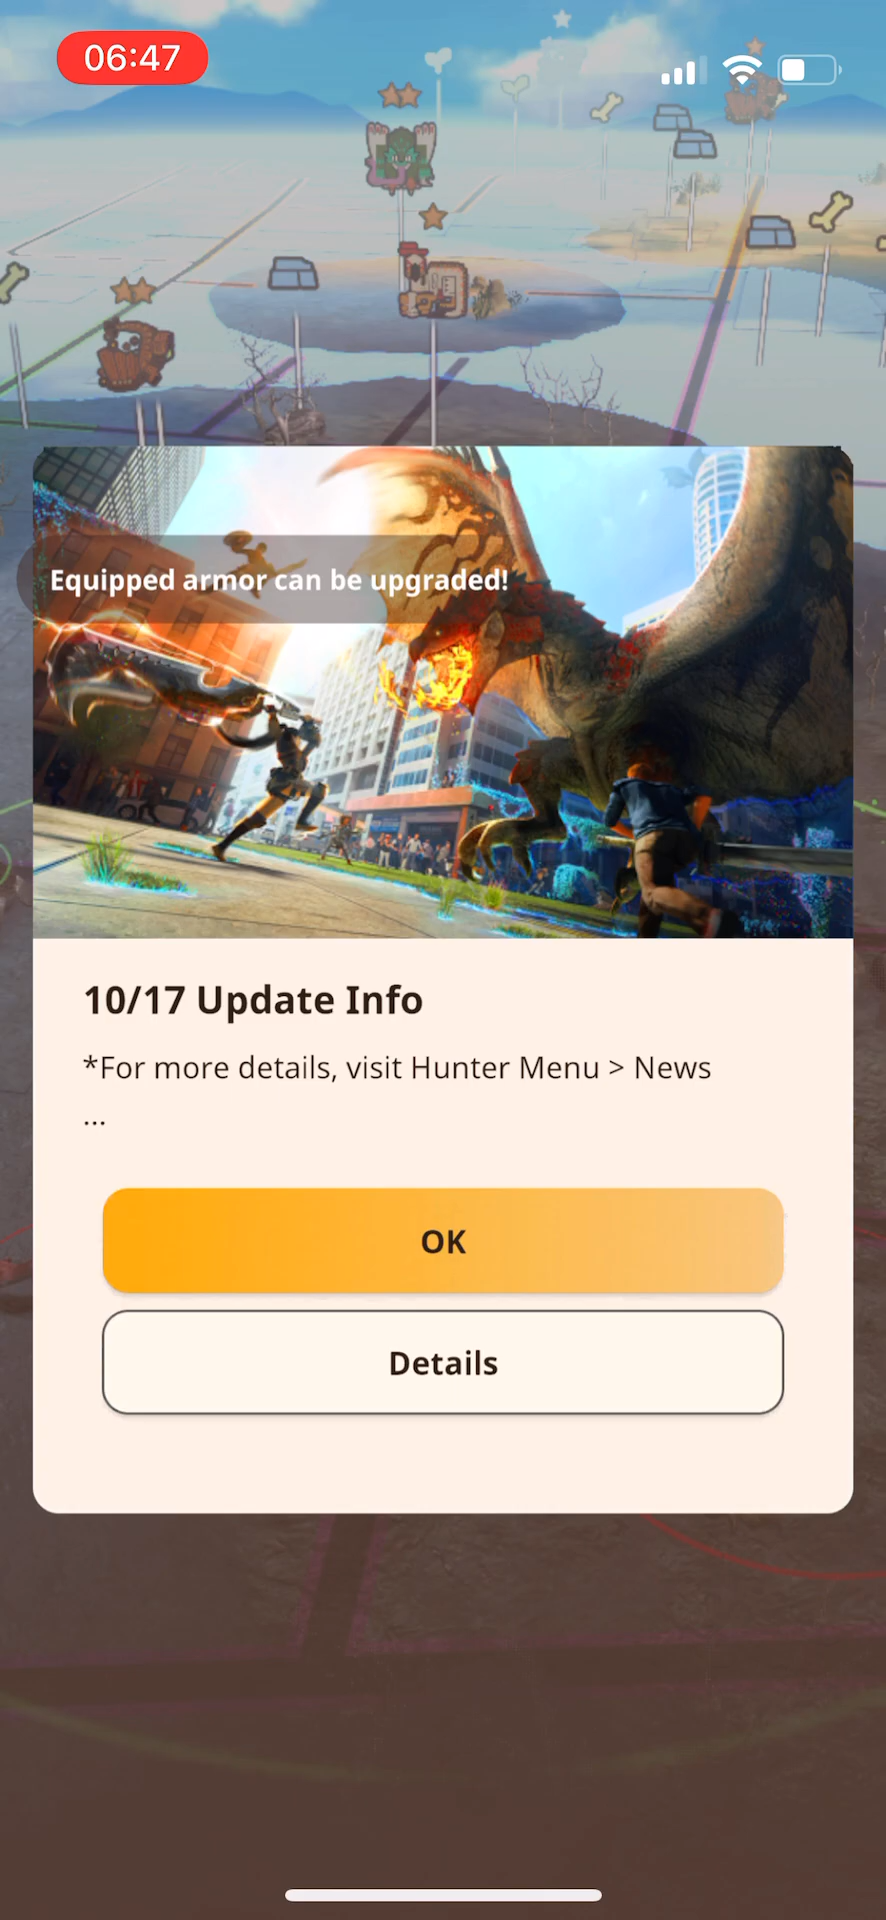 06:47
Equipped armor can be upgraded!
10/17 Update Info
*For more details, visit Hunter Menu > News
...
OK
Details